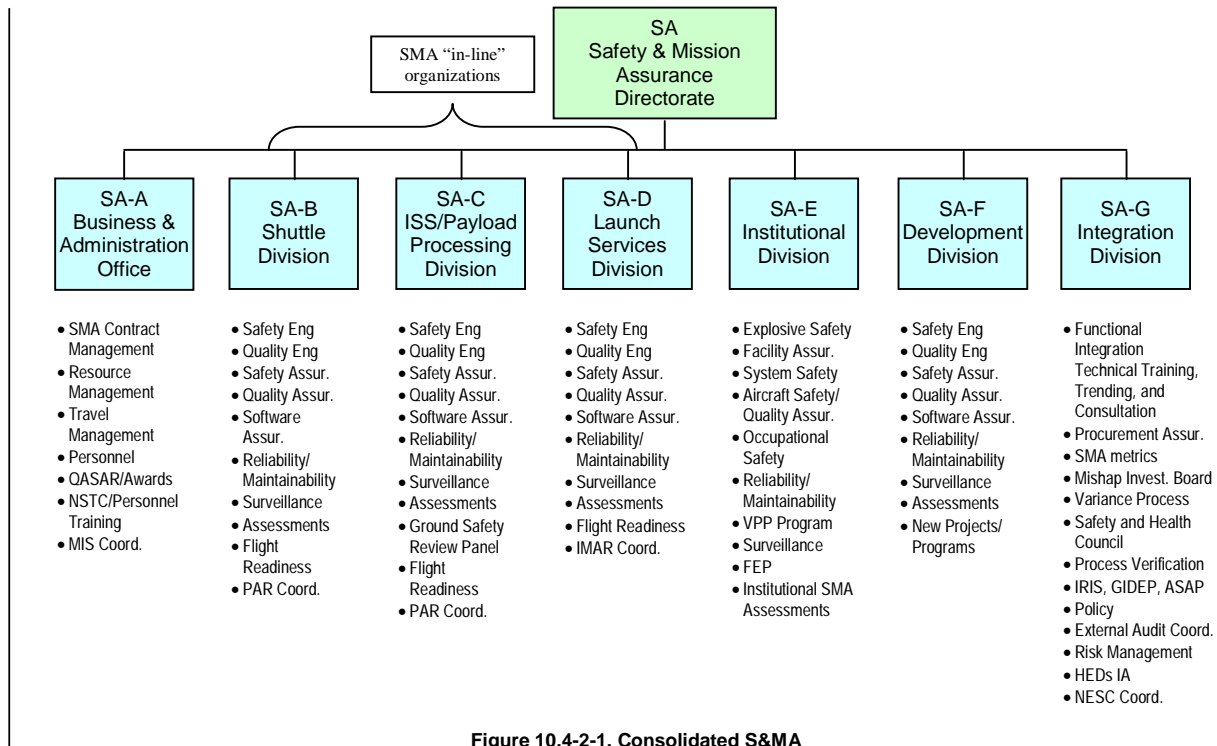 SMA “in-line”
organizations
SA
Safety & Mission
Assurance
Directorate
SA-A
Business &
Administration
Office
SA-B
Shuttle
Division
SA-C
ISS/Payload
Processing
Division
SA-D
Launch
Services
Division
SA-E
Institutional
Division
SA-F
Development
Division
SA-G
Integration
Division
• SMA Contract
Management
• Resource
Management
• Travel
Management
• Personnel
• QASAR/Awards
• NSTC/Personnel
Training
• MIS Coord.
• Safety Eng
• Quality Eng
• Safety Assur.
• Quality Assur.
• Software
Assur.
• Reliability/
Maintainability
• Surveillance
• Assessments
• Flight
Readiness
• PAR Coord.
• Safety Eng
• Quality Eng
• Safety Assur.
• Quality Assur.
• Software Assur.
• Reliability/
Maintainability
• Surveillance
• Assessments
• Ground Safety
Review Panel
• Flight
Readiness
• PAR Coord.
• Safety Eng
• Quality Eng
• Safety Assur.
• Quality Assur.
• Software Assur.
• Reliability/
Maintainability
• Surveillance
• Assessments
• Flight Readiness
• IMAR Coord.
• Explosive Safety
• Facility Assur.
• System Safety
• Aircraft Safety/
Quality Assur.
• Occupational
Safety
• Reliability/
Maintainability
• VPP Program
• Surveillance
• FEP
• Institutional SMA
Assessments
• Safety Eng
• Quality Eng
• Safety Assur.
• Quality Assur.
• Software Assur.
• Reliability/
Maintainability
• Surveillance
• Assessments
• New Projects/
Programs
• Functional
Integration
Technical Training,
Trending, and
Consultation
• Procurement Assur.
• SMA metrics
• Mishap Invest. Board
• Variance Process
• Safety and Health
Council
• Process Verification
• IRIS, GIDEP, ASAP
• Policy
• External Audit Coord.
• Risk Management
• HEDs IA
• NESC Coord.
Figure 10.4-2-1. Consolidated S&MA